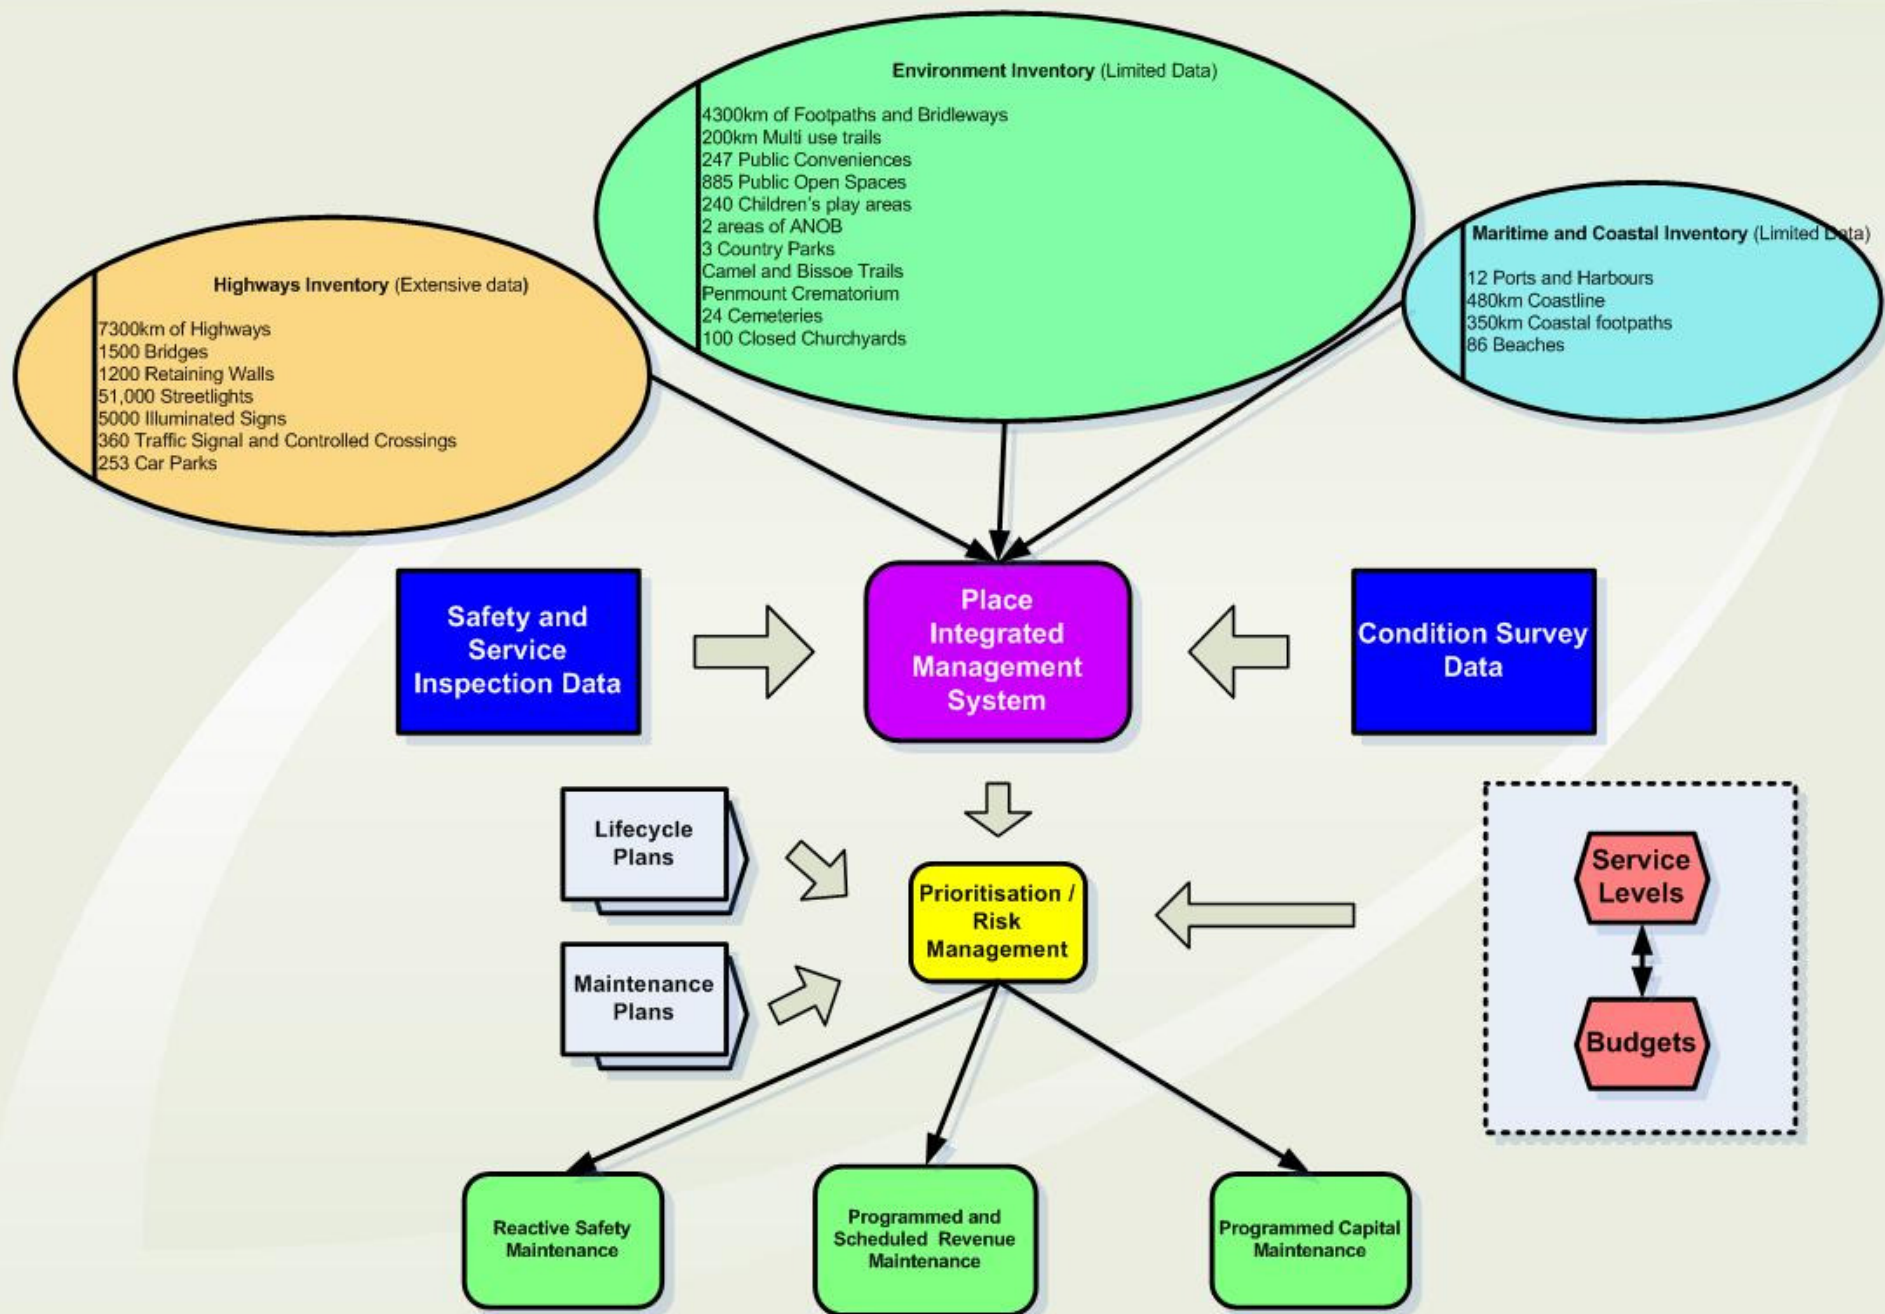 Environment Inventory (Limited Data)
4300km of Footpaths and Bridleways
200km Multi use trails
247 Public Conveniences
885 Public Open Spaces
240 Children's play areas
2 areas of ANOB
3 Country Parks
Camel and Bissoe Trails
Penmount Crematorium
24 Cemeteries
100 Closed Churchyards
Highways Inventory (Extensive data)
7300km of Highways
1500 Bridges
1200 Retaining Walls
51,000 Streetlights
5000 Illuminated Signs
360 Traffic Signal and Controlled Crossings
253 Car Parks
Maritime and Coastal Inventory (Limited Data)
12 Ports and Harbours
480km Coastline
350km Coastal footpaths
86 Beaches
Safety and
Service
Inspection Data
Place
Integrated
Management
System
Condition Survey
Data
Lifecycle
Plans
Maintenance
Plans
Prioritisation /
Risk
Management
Service
Levels
Budgets
Reactive Safety
Maintenance
Programmed and
Scheduled Revenue
Maintenance
Programmed Capital
Maintenance